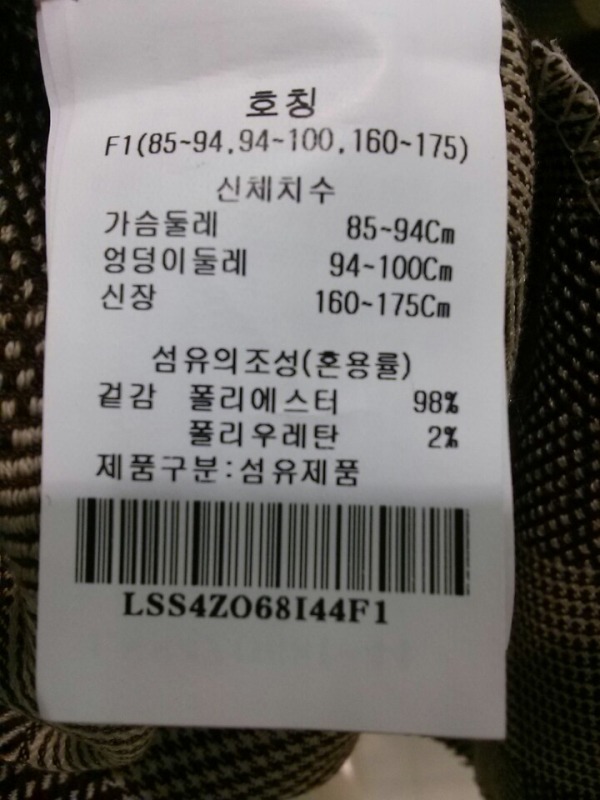 호칭
F1(85~94.94~100.160~175)
신체치수
가슴둘레 85~94Cm
엉덩이둘레 94~100Cm
신장 160~175Cm
섬유의조성(혼용률)
겉감 폴리에스터 98%
폴리우레탄 2%
제품구분:섬유제품
LSS4ZO68I44F1